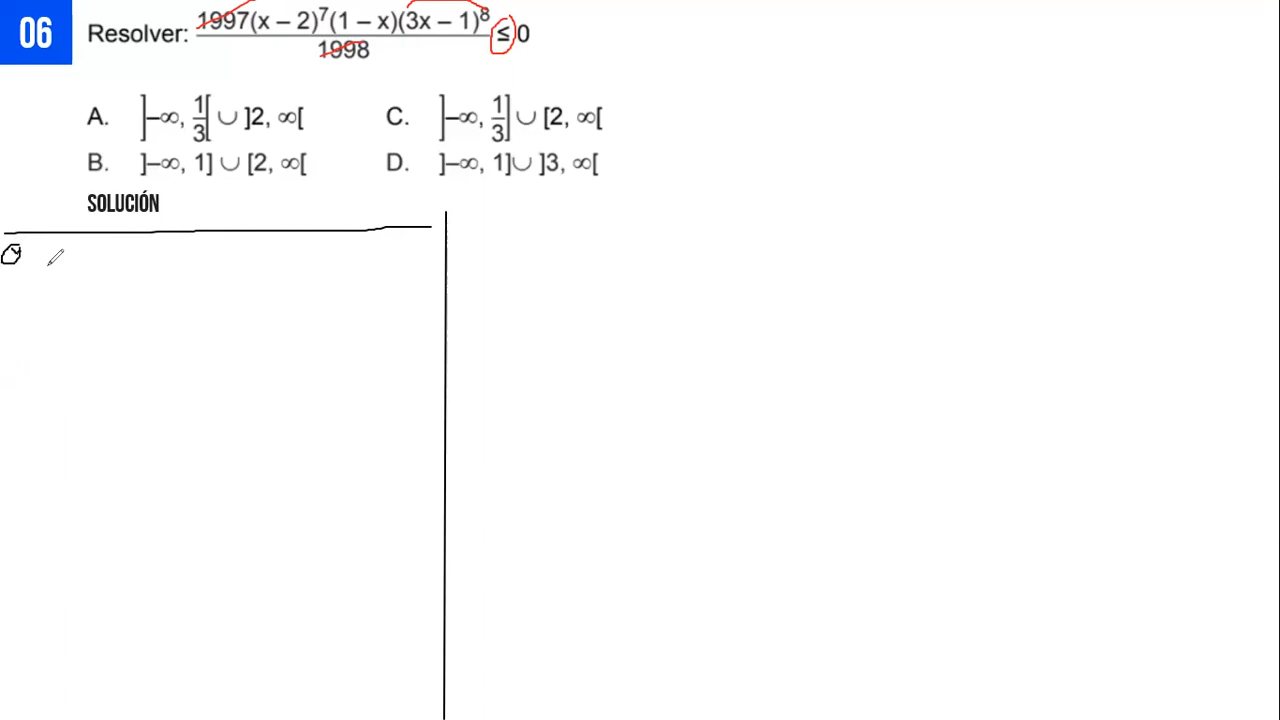 06 Resolver: 1997(x – 2)⁷(1 – x)(3x – 1)⁸ / 1998 ≤ 0
A. ]–∞, 1/3[ ∪ ]2, ∞[ C. ]–∞, 1/3] ∪ [2, ∞[
B. ]–∞, 1] ∪ [2, ∞[ D. ]–∞, 1]∪ ]3, ∞[
SOLUCIÓN